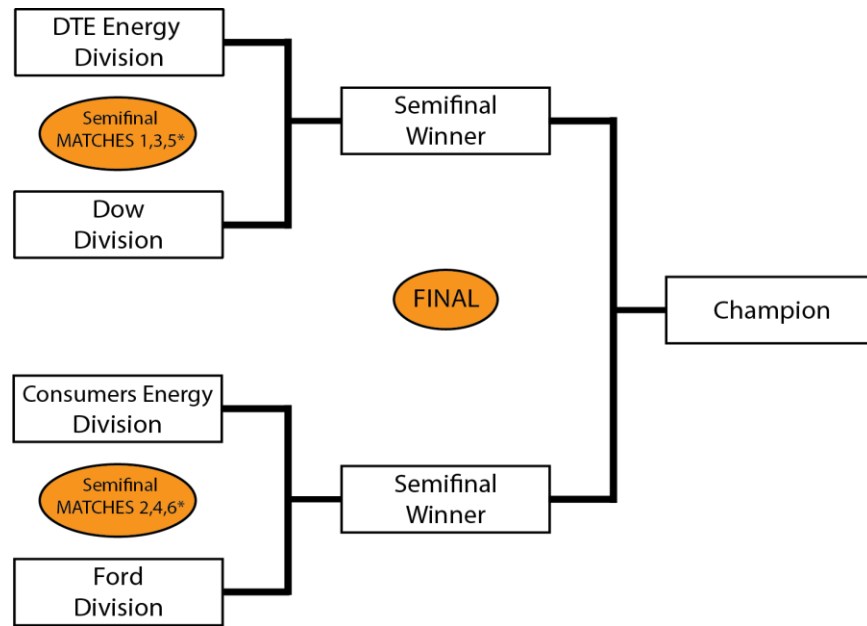 DTE Energy
Division
Semifinal
MATCHES 1,3,5*
Dow
Division
Semifinal
Winner
FINAL
Champion
Consumers Energy
Division
Semifinal
MATCHES 2,4,6*
Ford
Division
Semifinal
Winner